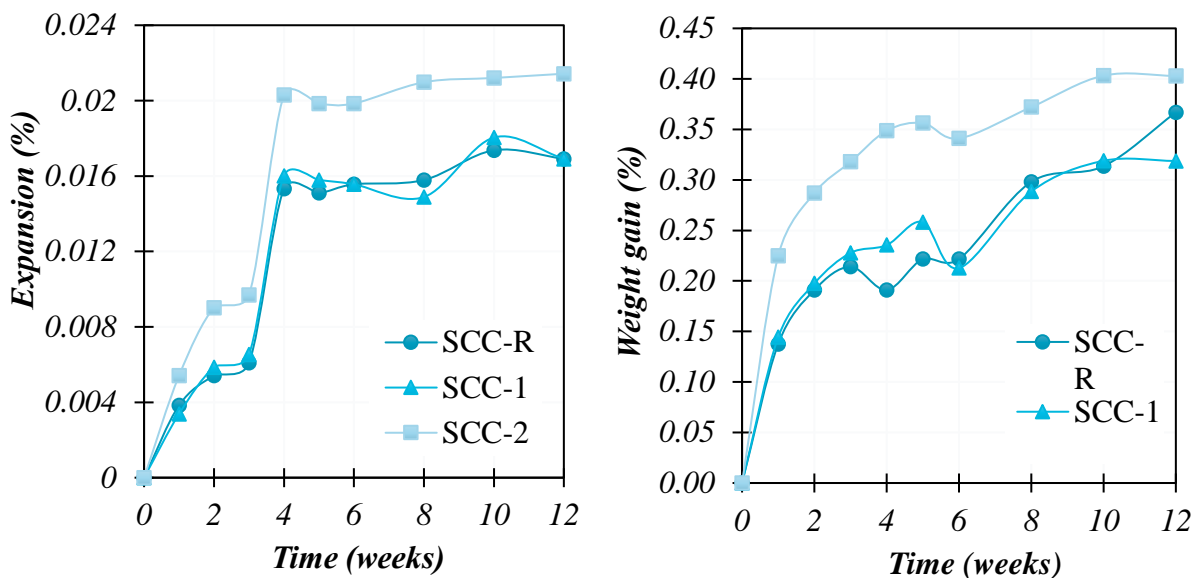 Expansion (%)
0.024
0.02
0.016
0.012
0.008
0.004
0
SCC-R
SCC-1
SCC-2
0 2 4 6 8 10 12
Time (weeks)
Weight gain (%)
0.45
0.40
0.35
0.30
0.25
0.20
0.15
0.10
0.05
0.00
SCC-
R
SCC-1
0 2 4 6 8 10 12
Time (weeks)